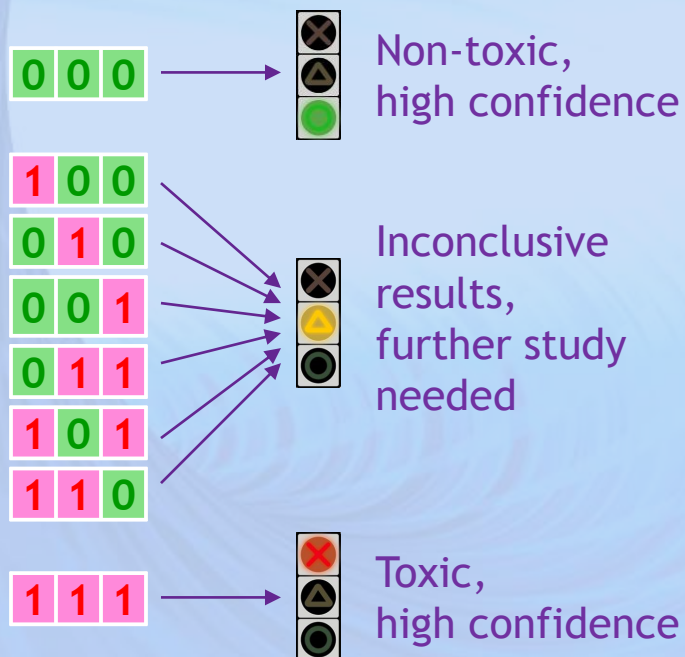 0 0 0
Non-toxic,
high confidence
1 0 0
0 1 0
0 0 1
0 1 1
1 0 1
1 1 0
Inconclusive
results,
further study
needed
1 1 1
Toxic,
high confidence